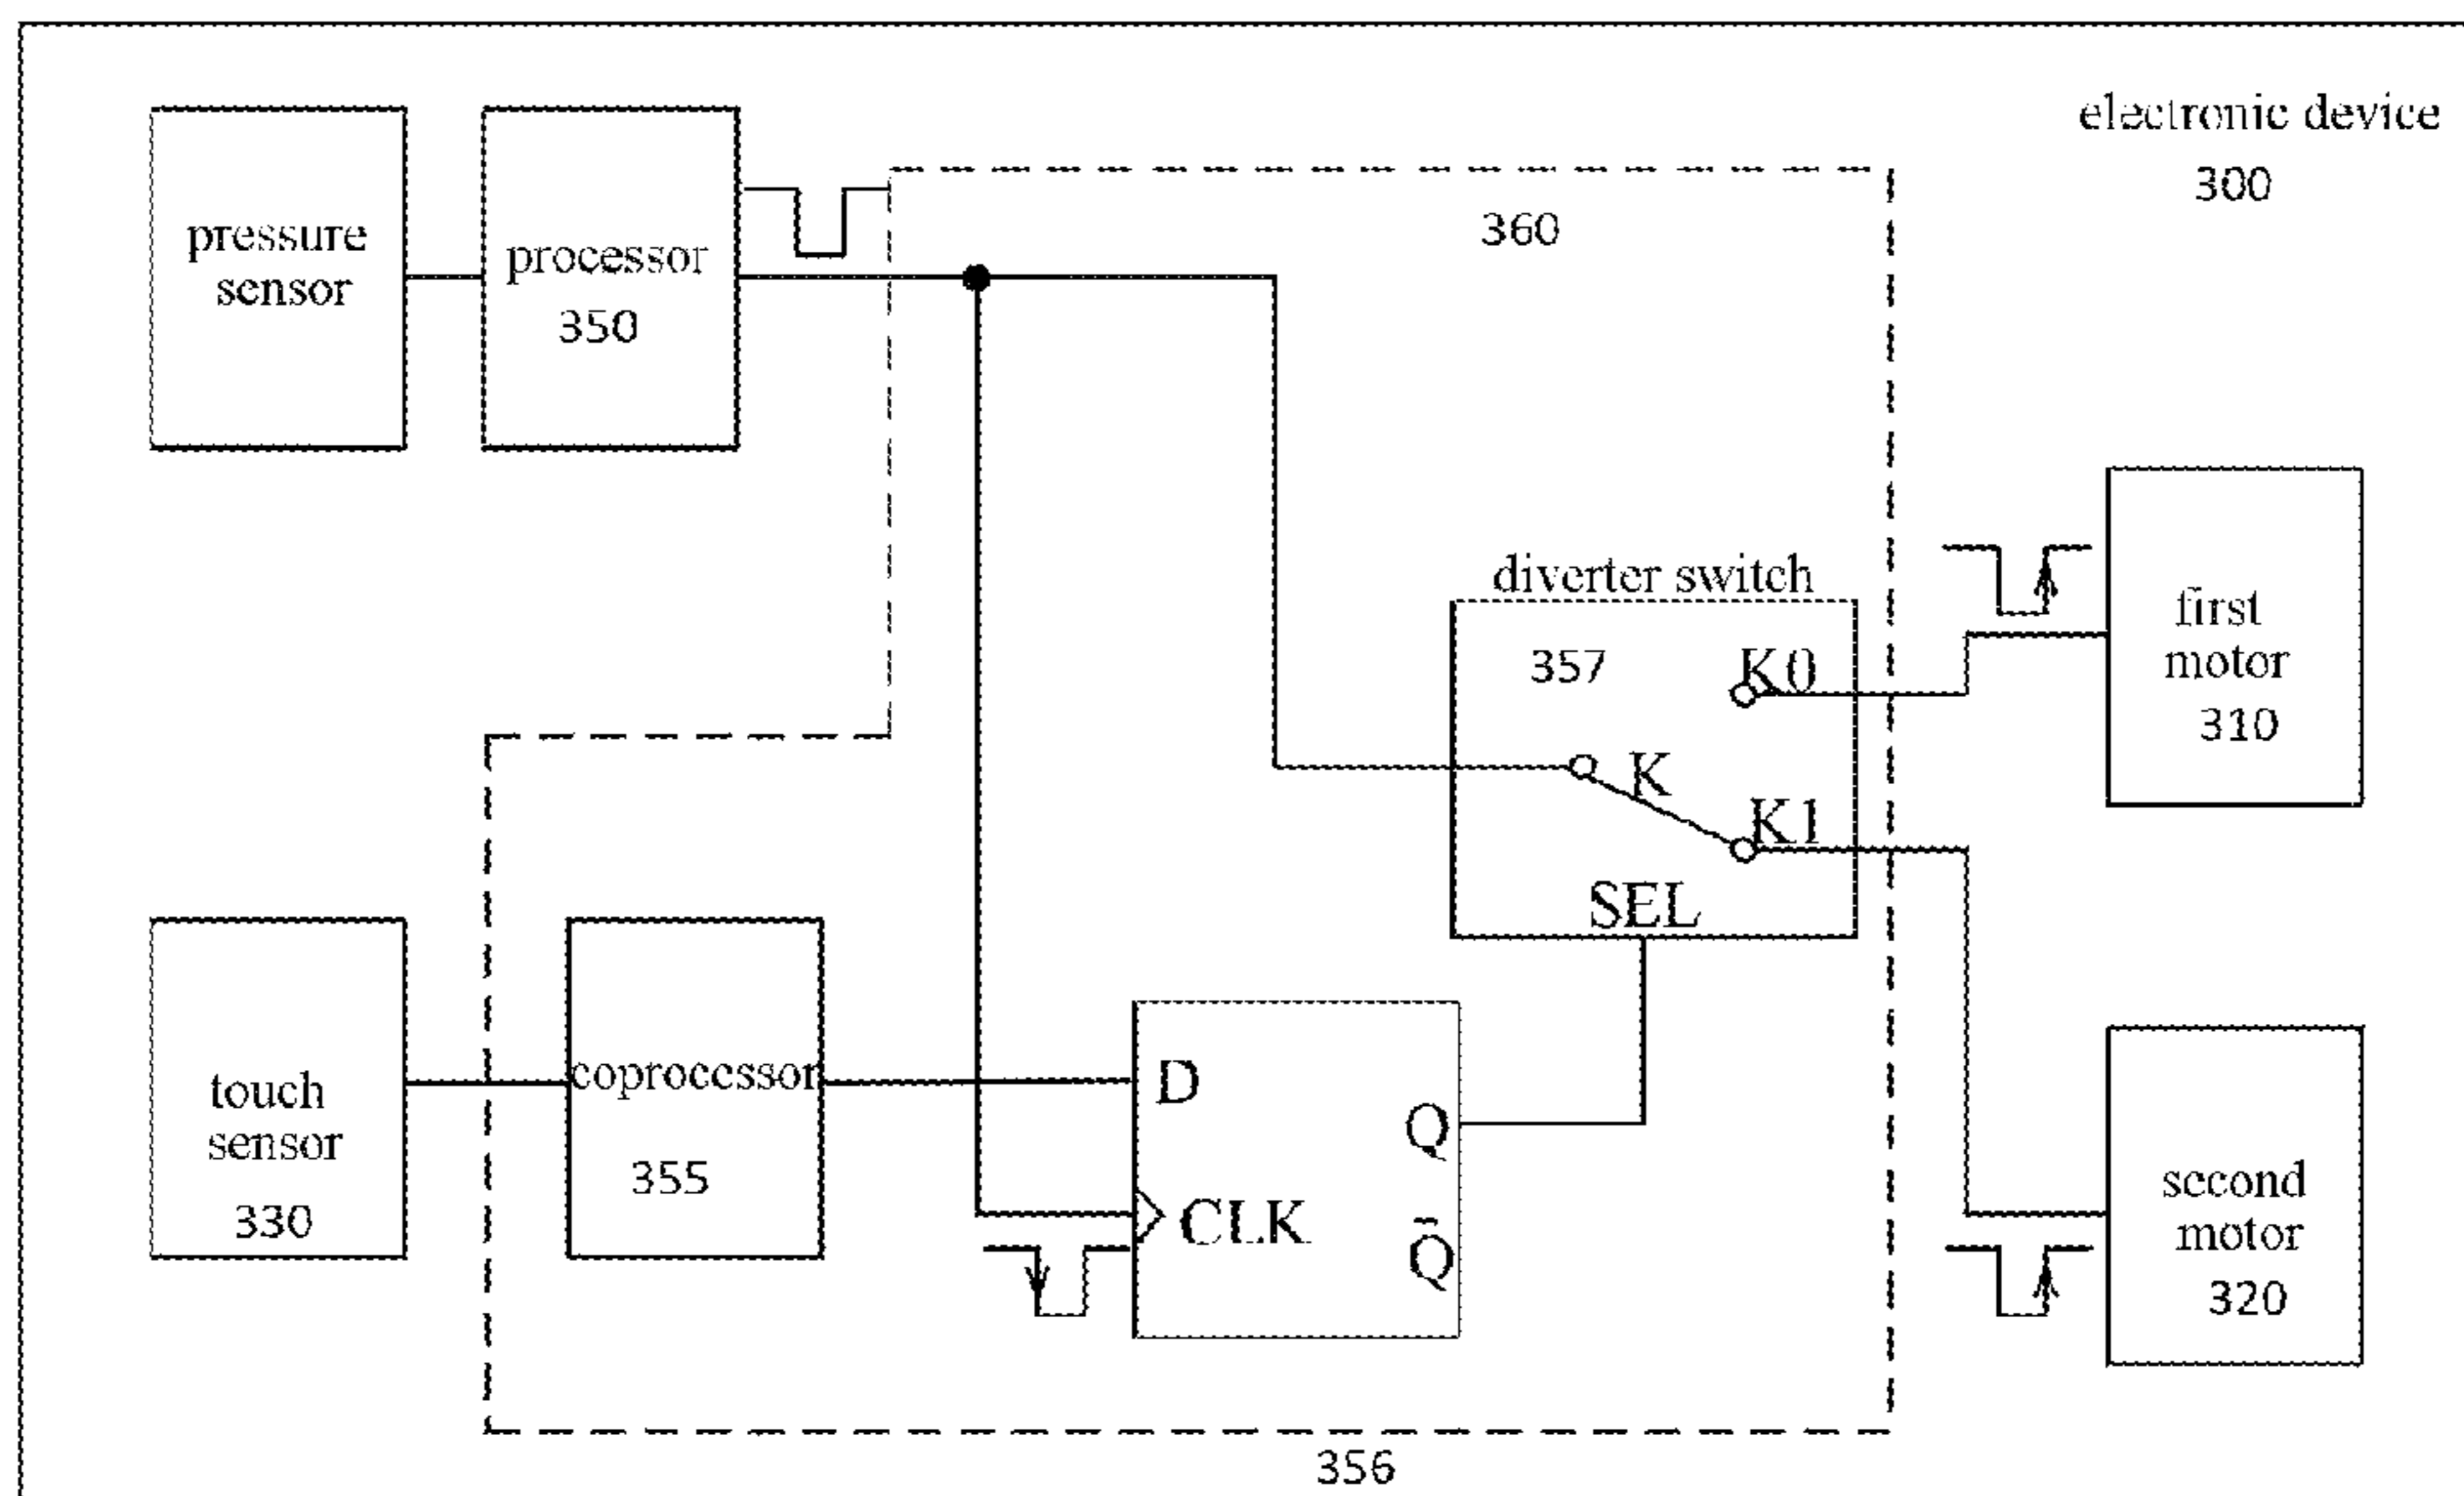 electronic device
300
pressure
sensor
processor
350
360
diverter switch
357
K0
K
K1
SEL
first
motor
310
touch
sensor
330
coprocessor
355
D
CLK
Q
Q̄
second
motor
320
356